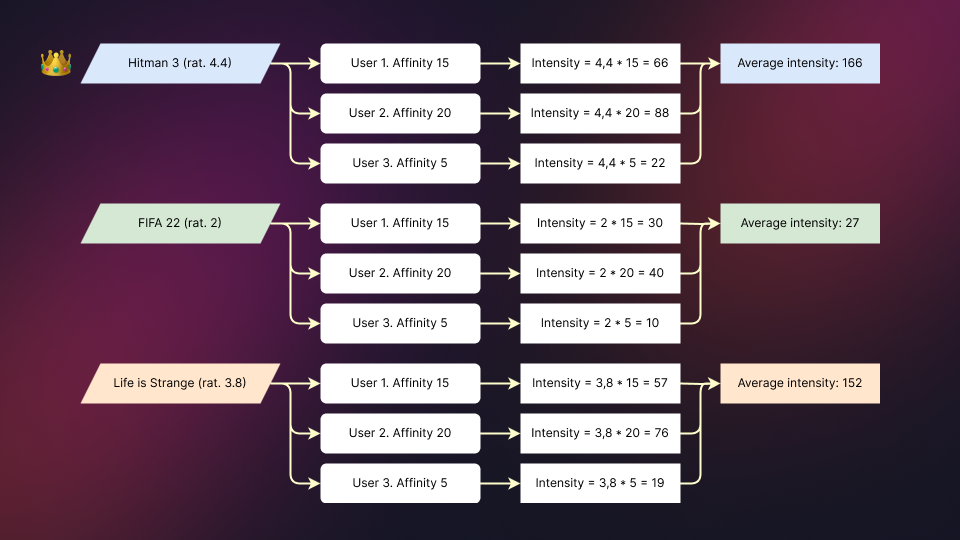 Hitman 3 (rat. 4.4)
User 1. Affinity 15
Intensity = 4,4 * 15 = 66
Average intensity: 166
User 2. Affinity 20
Intensity = 4,4 * 20 = 88
User 3. Affinity 5
Intensity = 4,4 * 5 = 22
FIFA 22 (rat. 2)
User 1. Affinity 15
Intensity = 2 * 15 = 30
Average intensity: 27
User 2. Affinity 20
Intensity = 2 * 20 = 40
User 3. Affinity 5
Intensity = 2 * 5 = 10
Life is Strange (rat. 3.8)
User 1. Affinity 15
Intensity = 3,8 * 15 = 57
Average intensity: 152
User 2. Affinity 20
Intensity = 3,8 * 20 = 76
User 3. Affinity 5
Intensity = 3,8 * 5 = 19